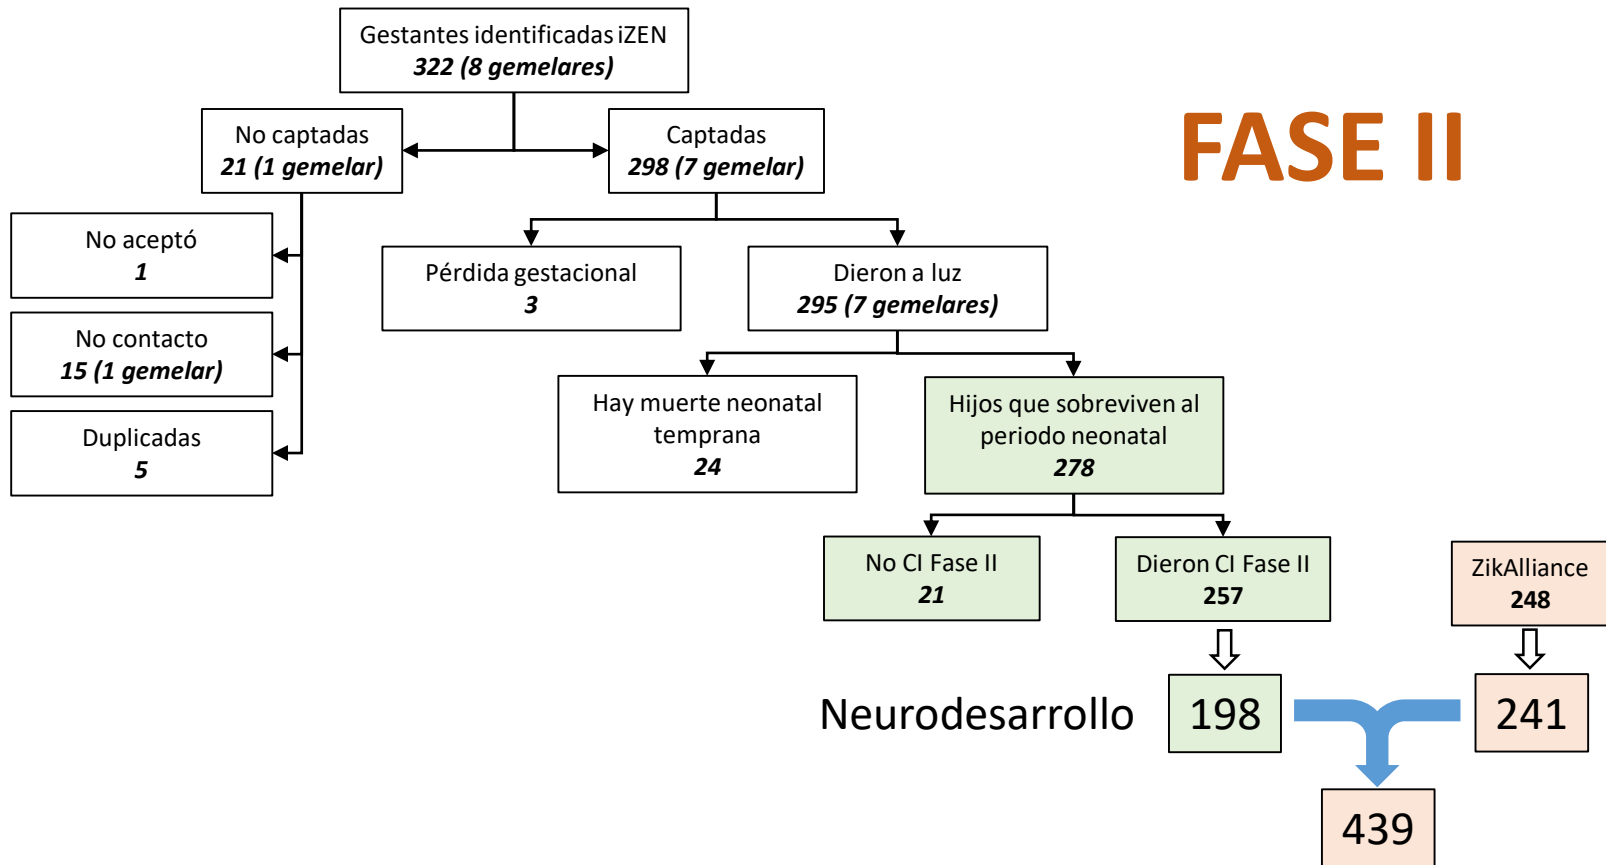 Gestantes identificadas iZEN
322 (8 gemelares)
FASE II
No captadas
21 (1 gemelar)
Captadas
298 (7 gemelar)
No aceptó
1
Pérdida gestacional
3
Dieron a luz
295 (7 gemelares)
No contacto
15 (1 gemelar)
Duplicadas
5
Hay muerte neonatal
temprana
24
Hijos que sobreviven al
periodo neonatal
278
No CI Fase II
21
Dieron CI Fase II
257
ZikAlliance
248
Neurodesarrollo
198
241
439